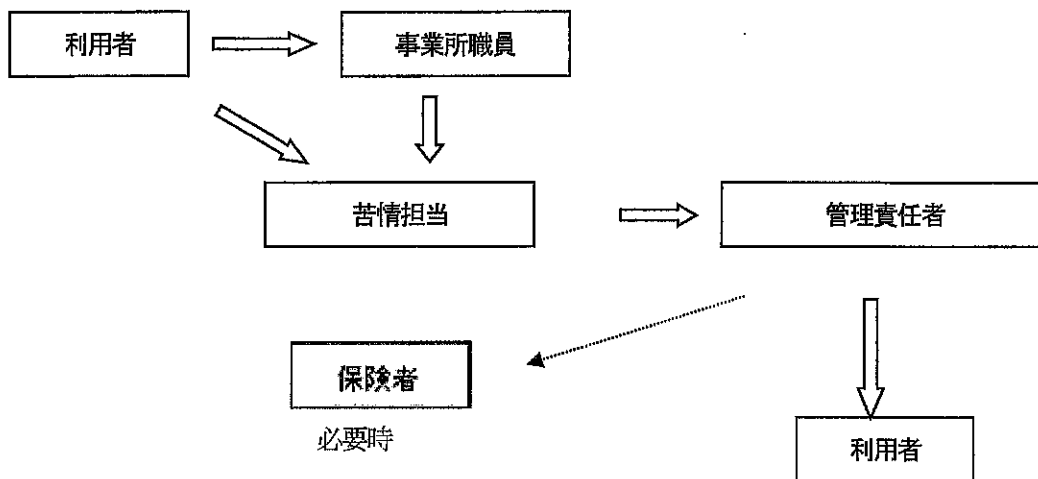 利用者
事業所職員
苦情担当
管理責任者
保険者
必要時
利用者